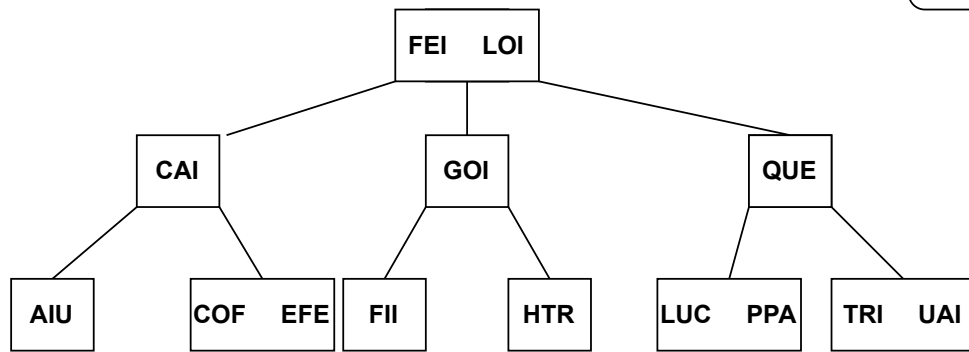 FEI LOI
CAI GOI QUE
AIU COF EFE FII HTR LUC PPA TRI UAI